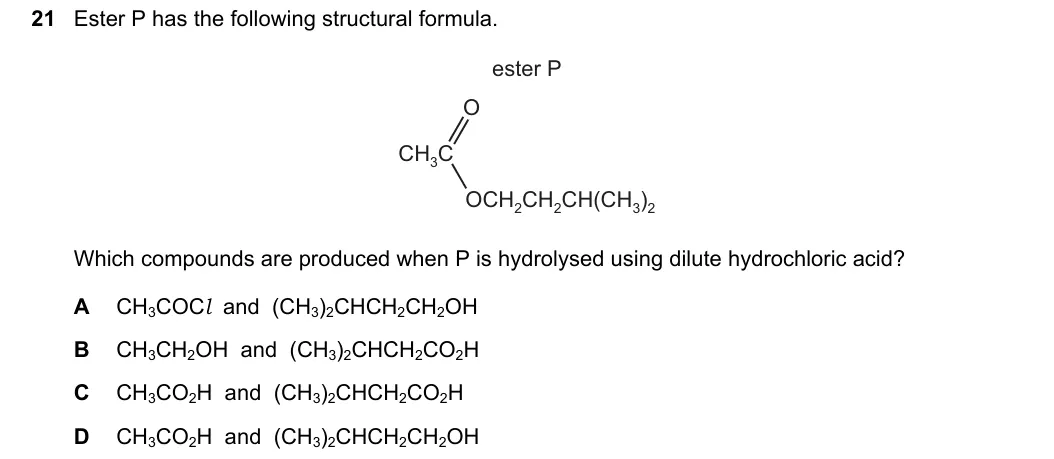 21 Ester P has the following structural formula.
ester P
O
CH₃C
OCH₂CH₂CH(CH₃)₂
Which compounds are produced when P is hydrolysed using dilute hydrochloric acid?
A CH₃COCl and (CH₃)₂CHCH₂CH₂OH
B CH₃CH₂OH and (CH₃)₂CHCH₂CO₂H
C CH₃CO₂H and (CH₃)₂CHCH₂CO₂H
D CH₃CO₂H and (CH₃)₂CHCH₂CH₂OH